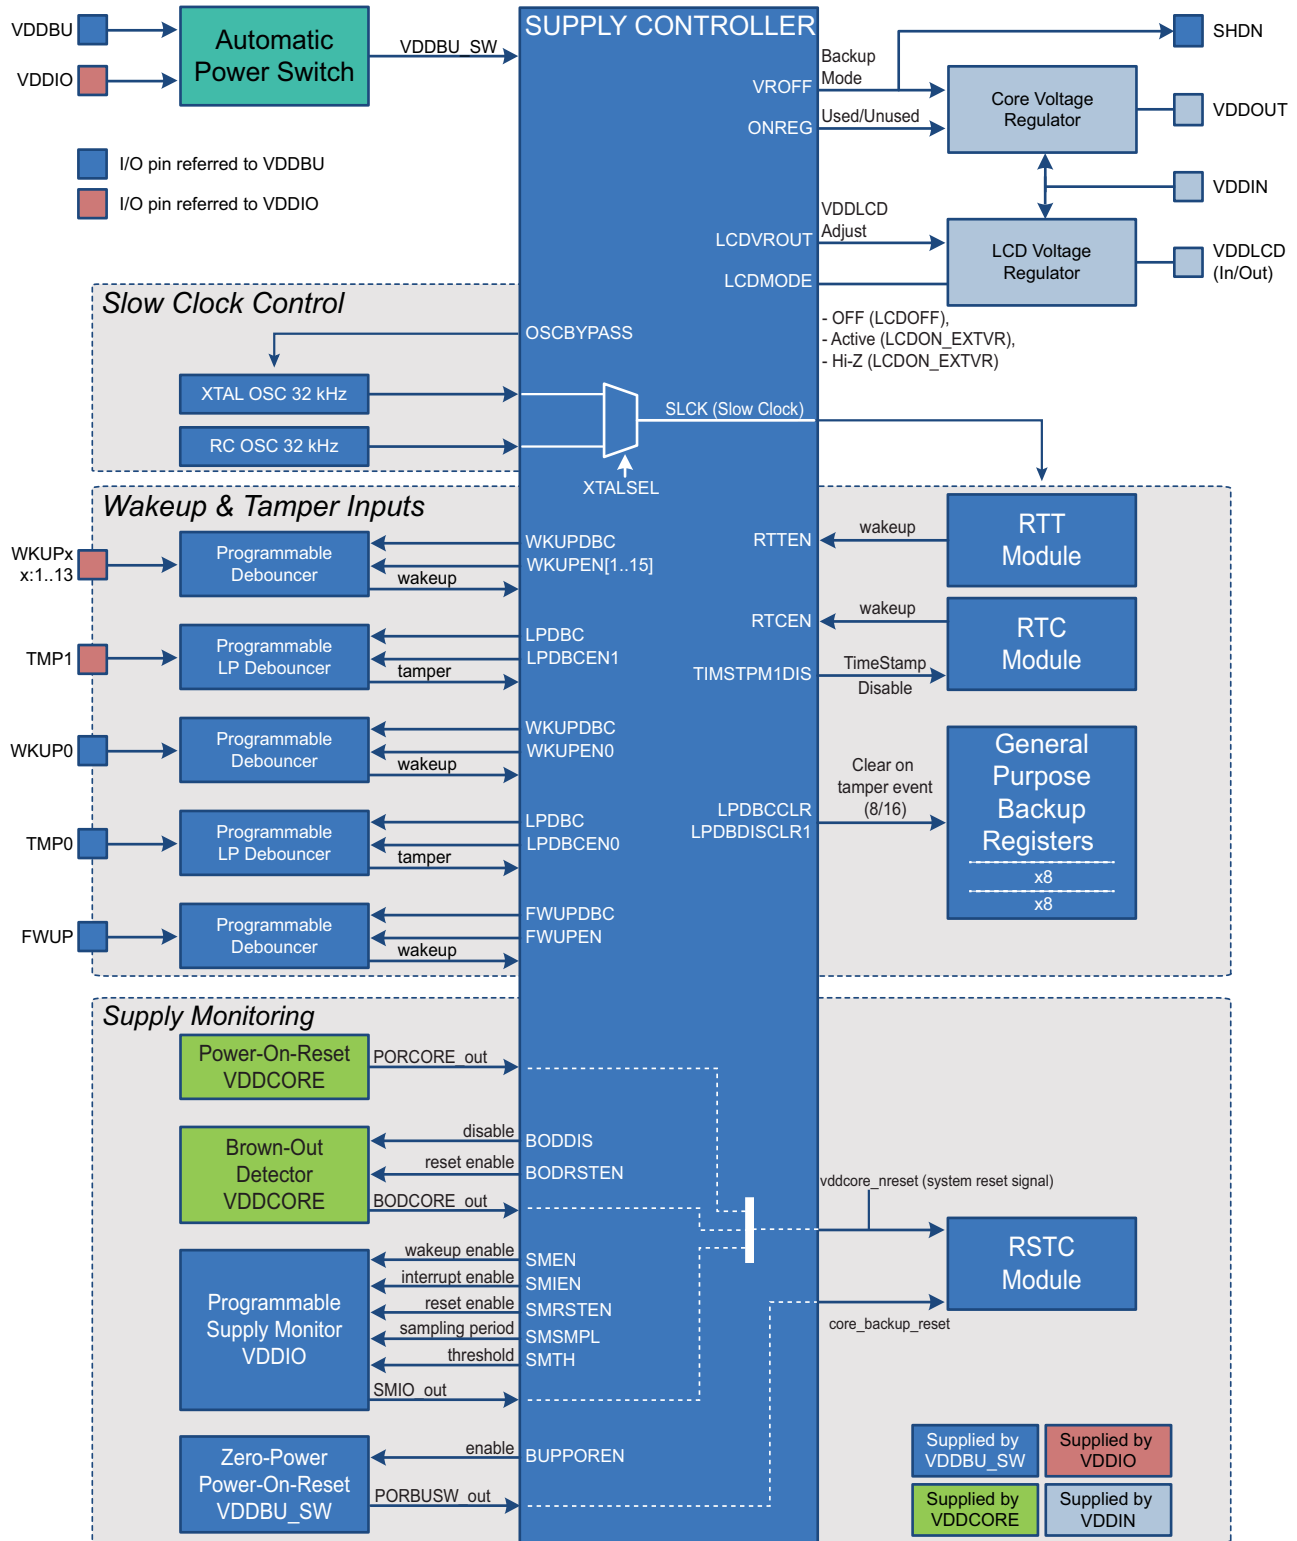 VDDBU
VDDIO
Automatic
Power Switch
VDDBU_SW
SUPPLY CONTROLLER
Backup
Mode
VROFF
ONREG
Used/Unused
Core Voltage
Regulator
SHDN
VDDOUT
VDDIN
I/O pin referred to VDDBU
I/O pin referred to VDDIO
VDDLCD
Adjust
LCDVROUT
LCDMODE
LCD Voltage
Regulator
VDDLCD
(In/Out)
- OFF (LCDOFF),
- Active (LCDON_EXTVR),
- Hi-Z (LCDON_EXTVR)
Slow Clock Control
OSCBYPASS
XTAL OSC 32 kHz
RC OSC 32 kHz
SLCK (Slow Clock)
XTALSEL
Wakeup & Tamper Inputs
WKUPx
x:1..13
Programmable
Debouncer
WKUPDBC
WKUPEN[1..15]
wakeup
TMP1
Programmable
LP Debouncer
LPDBC
LPDBCEN1
tamper
WKUP0
Programmable
Debouncer
WKUPDBC
WKUPEN0
wakeup
TMP0
Programmable
LP Debouncer
LPDBC
LPDBCEN0
tamper
FWUP
Programmable
Debouncer
FWUPDBC
FWUPEN
wakeup
RTTEN
wakeup
RTT
Module
RTCEN
wakeup
TIMSTPM1DIS
TimeStamp
Disable
RTC
Module
LPDBCCLR
LPDBDISCLR1
Clear on
tamper event
(8/16)
General
Purpose
Backup
Registers
x8
x8
Supply Monitoring
Power-On-Reset
VDDCORE
PORCORE_out
Brown-Out
Detector
VDDCORE
disable
BODDIS
reset enable
BODRSTEN
BODCORE_out
Programmable
Supply Monitor
VDDIO
wakeup enable
SMEN
interrupt enable
SMIEN
reset enable
SMRSTEN
sampling period
SMSMPL
threshold
SMTH
SMIO_out
Zero-Power
Power-On-Reset
VDDBU_SW
enable
BUPPOREN
PORBUSW_out
vddcore_nreset (system reset signal)
RSTC
Module
core_backup_reset
Supplied by
VDDBU_SW
Supplied by
VDDIO
Supplied by
VDDCORE
Supplied by
VDDIN